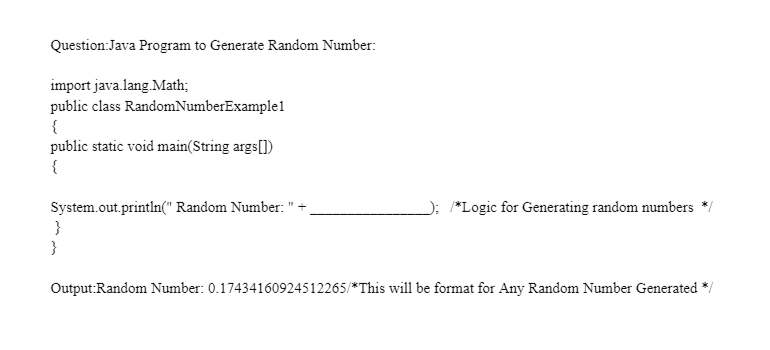 Question:Java Program to Generate Random Number:
import java.lang.Math;
public class RandomNumberExample1
{
public static void main(String args[])
{
System.out.println(" Random Number: " + ________________); /*Logic for Generating random numbers */
}
}
Output:Random Number: 0.17434160924512265/*This will be format for Any Random Number Generated */